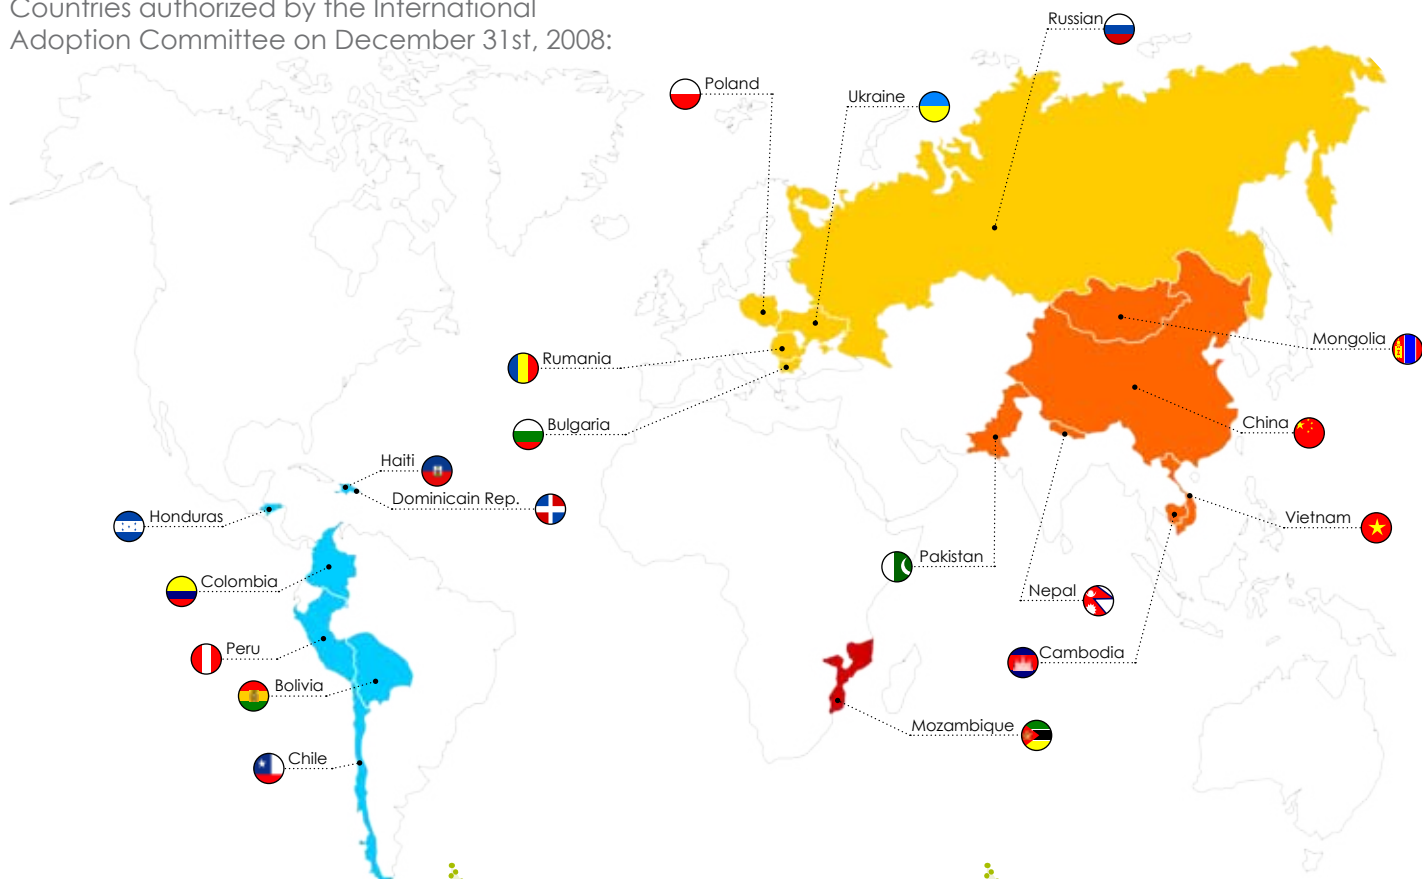 Countries authorized by the International
Adoption Committee on December 31st, 2008:
Russian
Poland
Ukraine
Mongolia
Rumania
Bulgaria
China
Haiti
Dominicain Rep.
Honduras
Vietnam
Pakistan
Colombia
Nepal
Peru
Cambodia
Bolivia
Mozambique
Chile